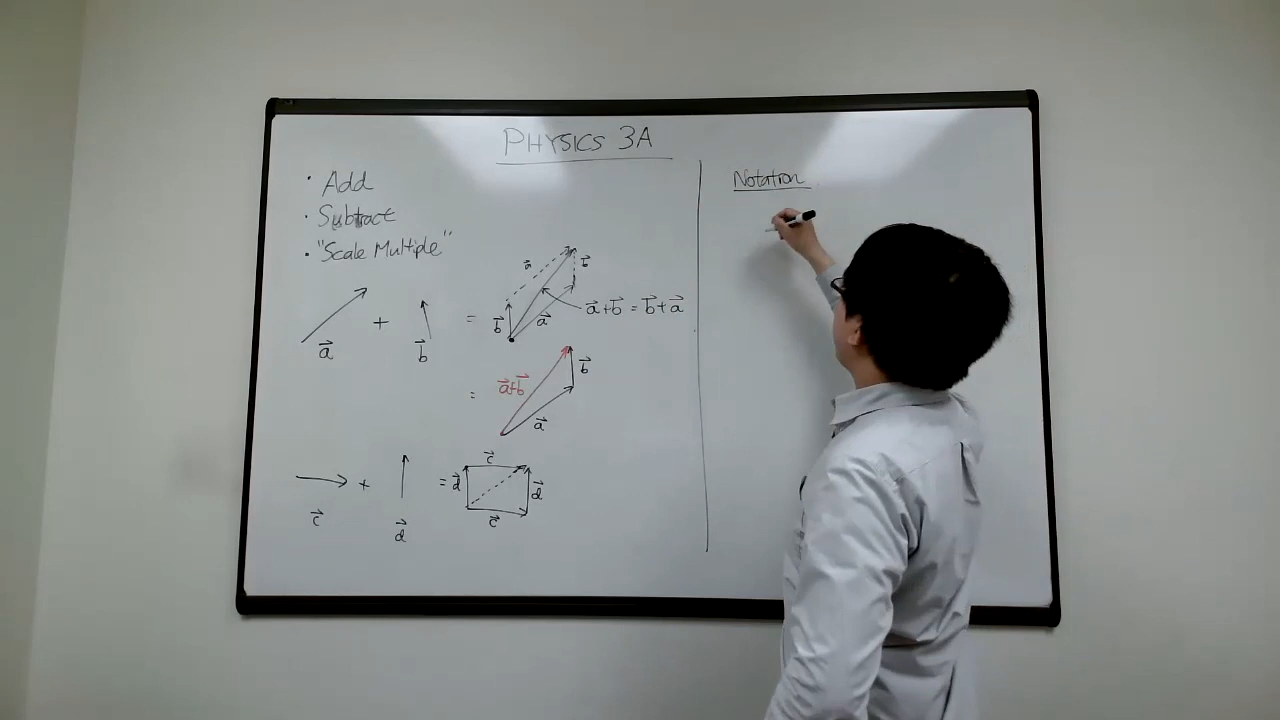 PHYSICS 3A
· Add
· Subtract
· "Scale Multiple"
a⃗ + b⃗ = b⃗ a⃗ a⃗ b⃗ a⃗+b⃗ = b⃗+a⃗
= a⃗+b⃗ a⃗ b⃗
c⃗ + d⃗ = d⃗ c⃗ c⃗ d⃗
Notation